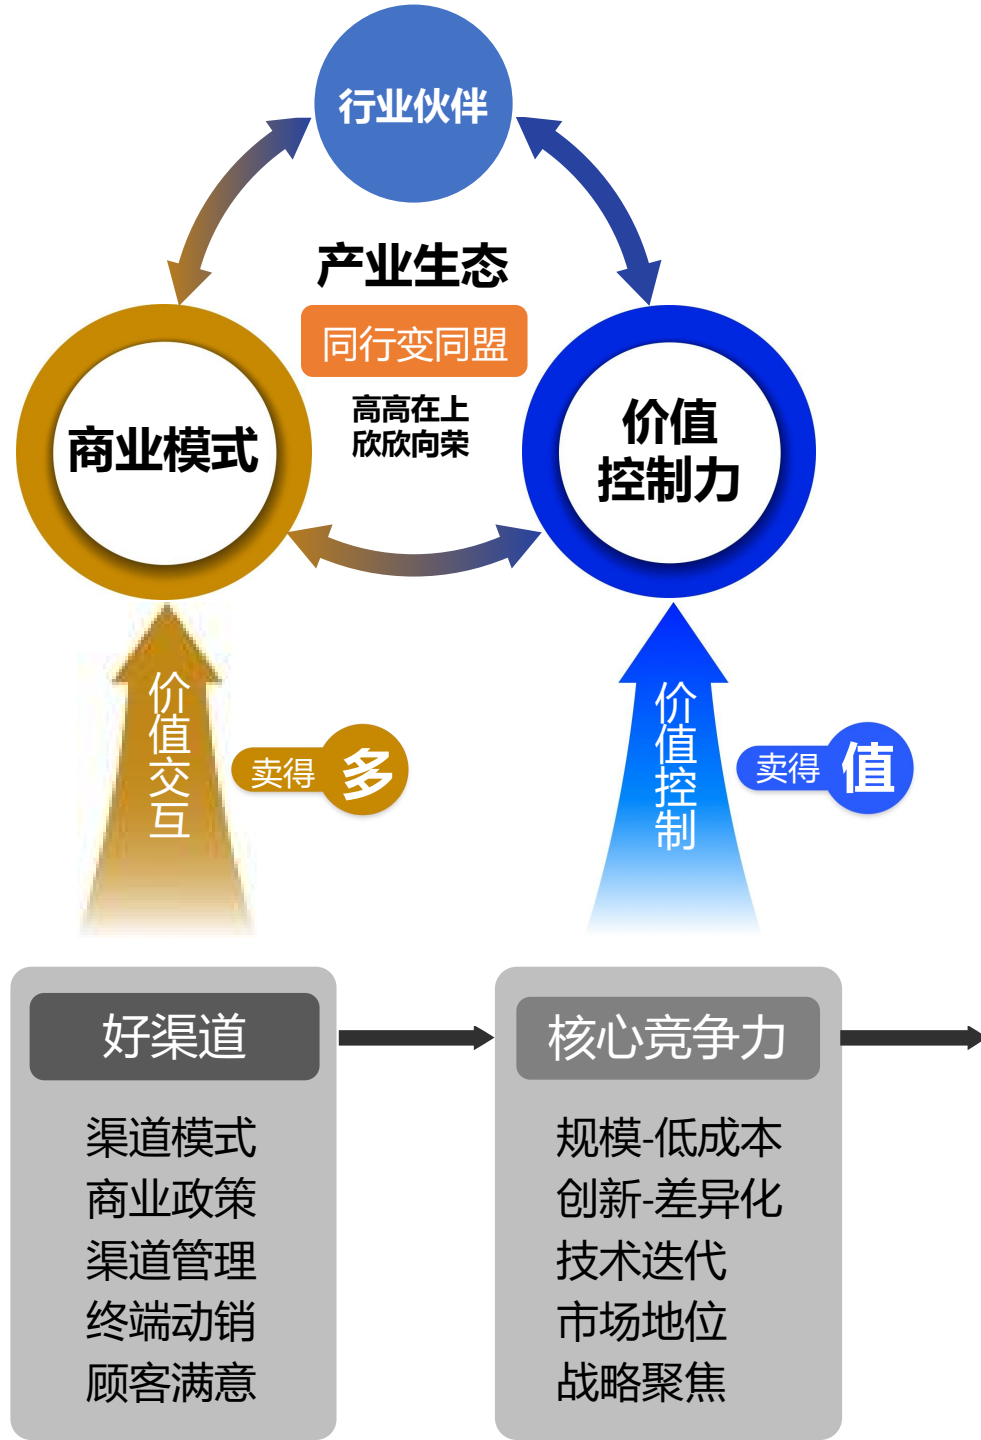 行业伙伴
产业生态
同行变同盟
高高在上
欣欣向荣
商业模式
价值
控制力
价值交互
卖得 多
价值控制
卖得 值
好渠道
渠道模式
商业政策
渠道管理
终端动销
顾客满意
核心竞争力
规模-低成本
创新-差异化
技术迭代
市场地位
战略聚焦